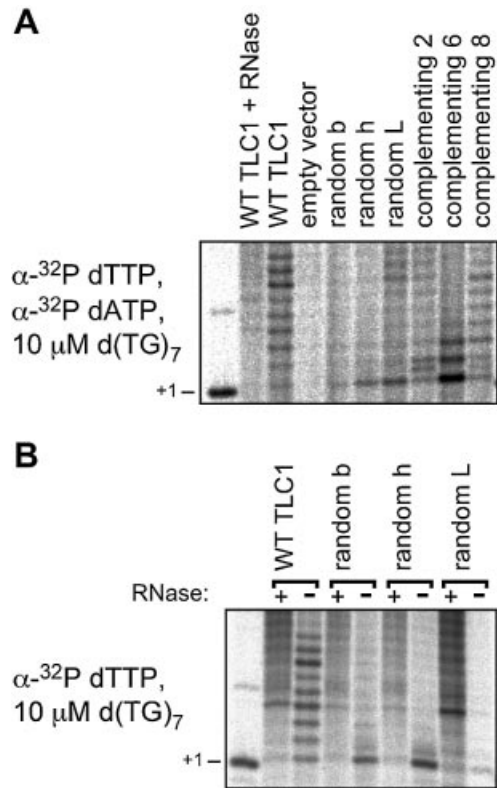 A
WT TLC1 + RNase
WT TLC1
empty vector
random b
random h
random L
complementing 2
complementing 6
complementing 8
α-³²P dTTP,
α-³²P dATP,
10 μM d(TG)₇
+1
B
WT TLC1
random b
random h
random L
RNase: + - + - + - + -
α-³²P dTTP,
10 μM d(TG)₇
+1